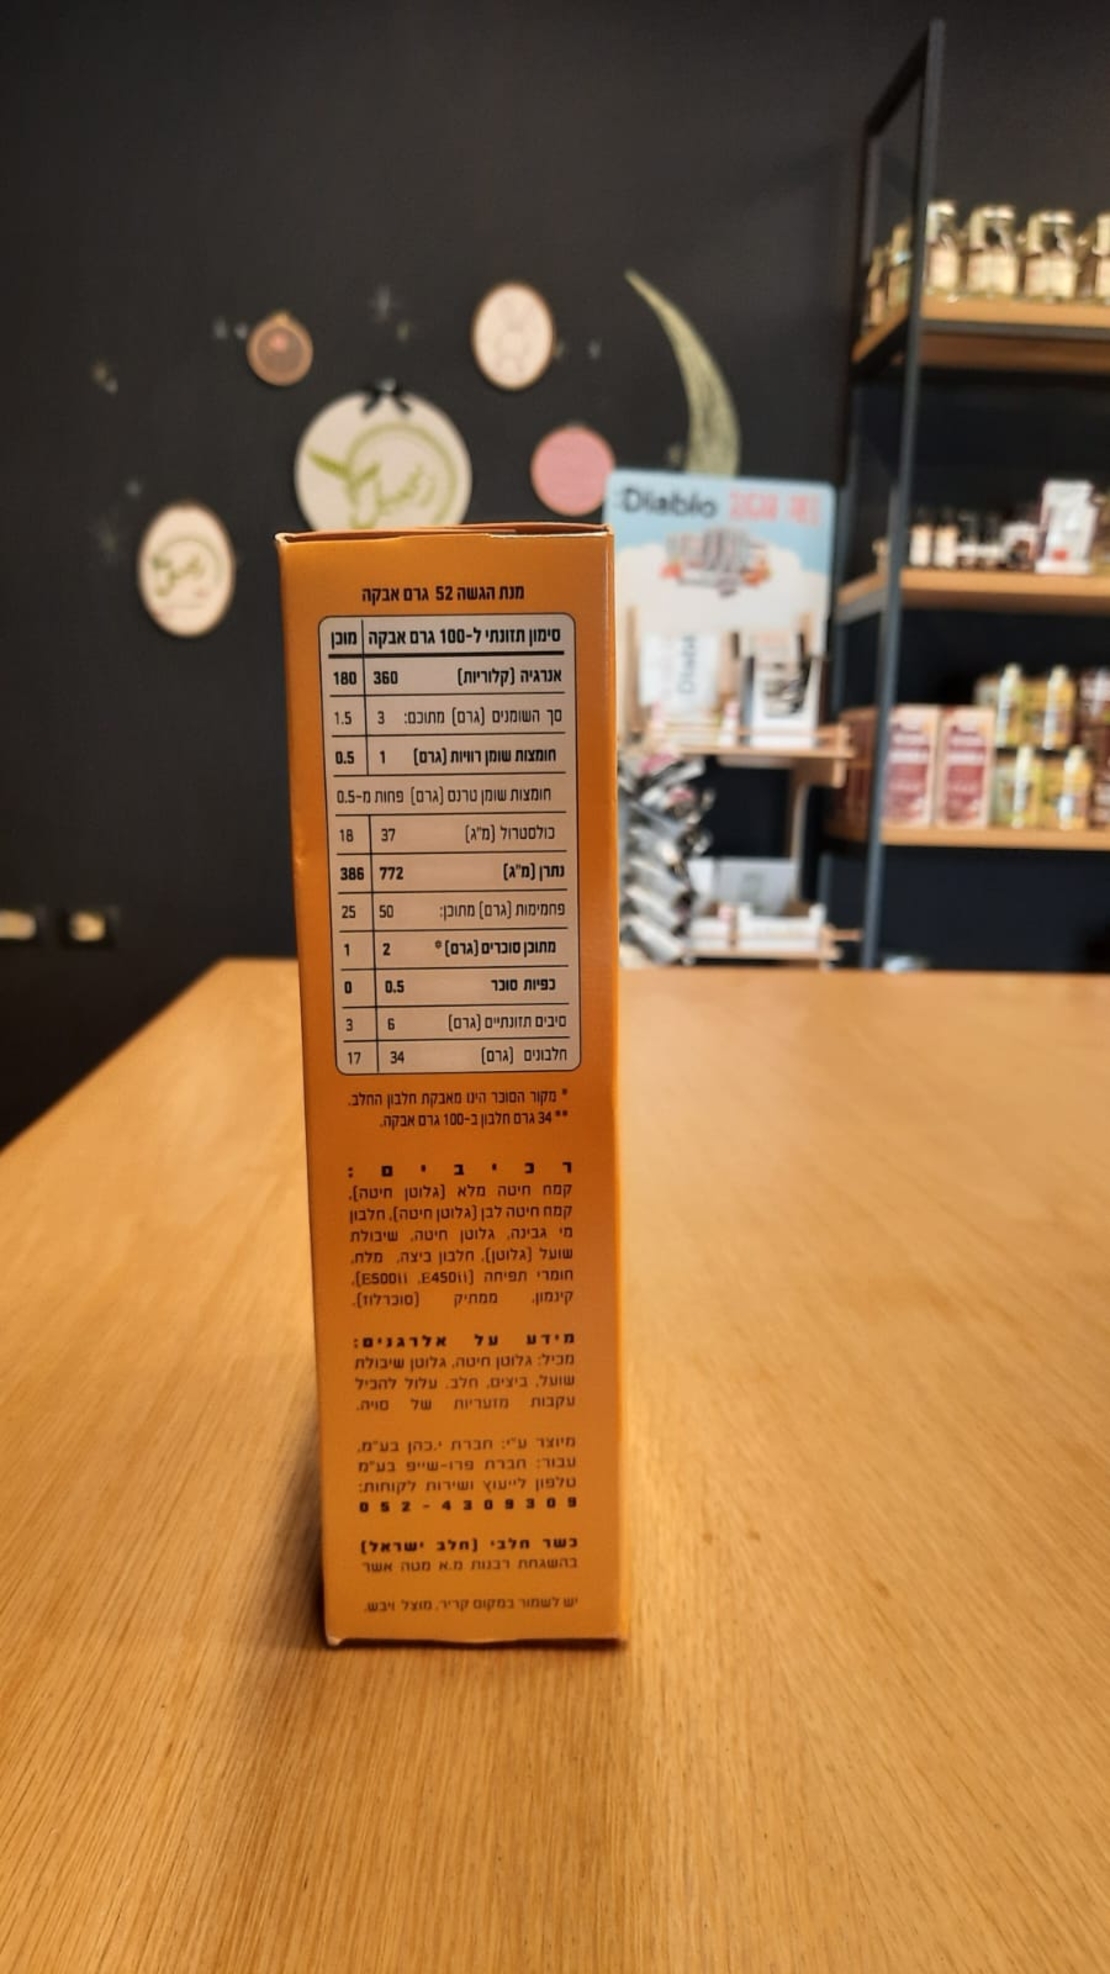 Diablo SUGAR FREE
מנת הגשה 52 גרם אבקה
סימון תזונתי ל-100 גרם אבקה מוכן
אנרגיה (קלוריות) 360 180
סך השומנים (גרם) מתוכם: 3 1.5
חומצות שומן רוויות (גרם) 1 0.5
חומצות שומן טרנס (גרם) פחות מ-0.5
כולסטרול (מ"ג) 37 18
נתרן (מ"ג) 772 386
פחמימות (גרם) מתוכן: 50 25
מתוכן סוכרים (גרם)* 2 1
כפיות סוכר 0.5 0
סיבים תזונתיים (גרם) 6 3
חלבונים (גרם) 34 17
* מקור הסוכר הינו מאבקת חלבון החלב.
** 34 גרם חלבון ב-100 גרם אבקה.
רכיבים:
קמח חיטה מלא (גלוטן חיטה),
קמח חיטה לבן (גלוטן חיטה), חלבון
מי גבינה, גלוטן חיטה, שיבולת
שועל (גלוטן), חלבון ביצה, מלח,
חומרי תפיחה (E450ii, E500ii),
קינמון, ממתיק (סוכרלוז).
מידע על אלרגנים:
מכיל: גלוטן חיטה, גלוטן שיבולת
שועל, ביצים, חלב. עלול להכיל
עקבות מזעריות של סויה.
מיוצר ע"י: חברת י.כהן בע"מ,
עבור: חברת פרו-שייפ בע"מ
טלפון לייעוץ ושירות לקוחות:
052-4309309
כשר חלבי (חלב ישראל)
בהשגחת רבנות מ.א מטה אשר
יש לשמור במקום קריר, מוצל ויבש.